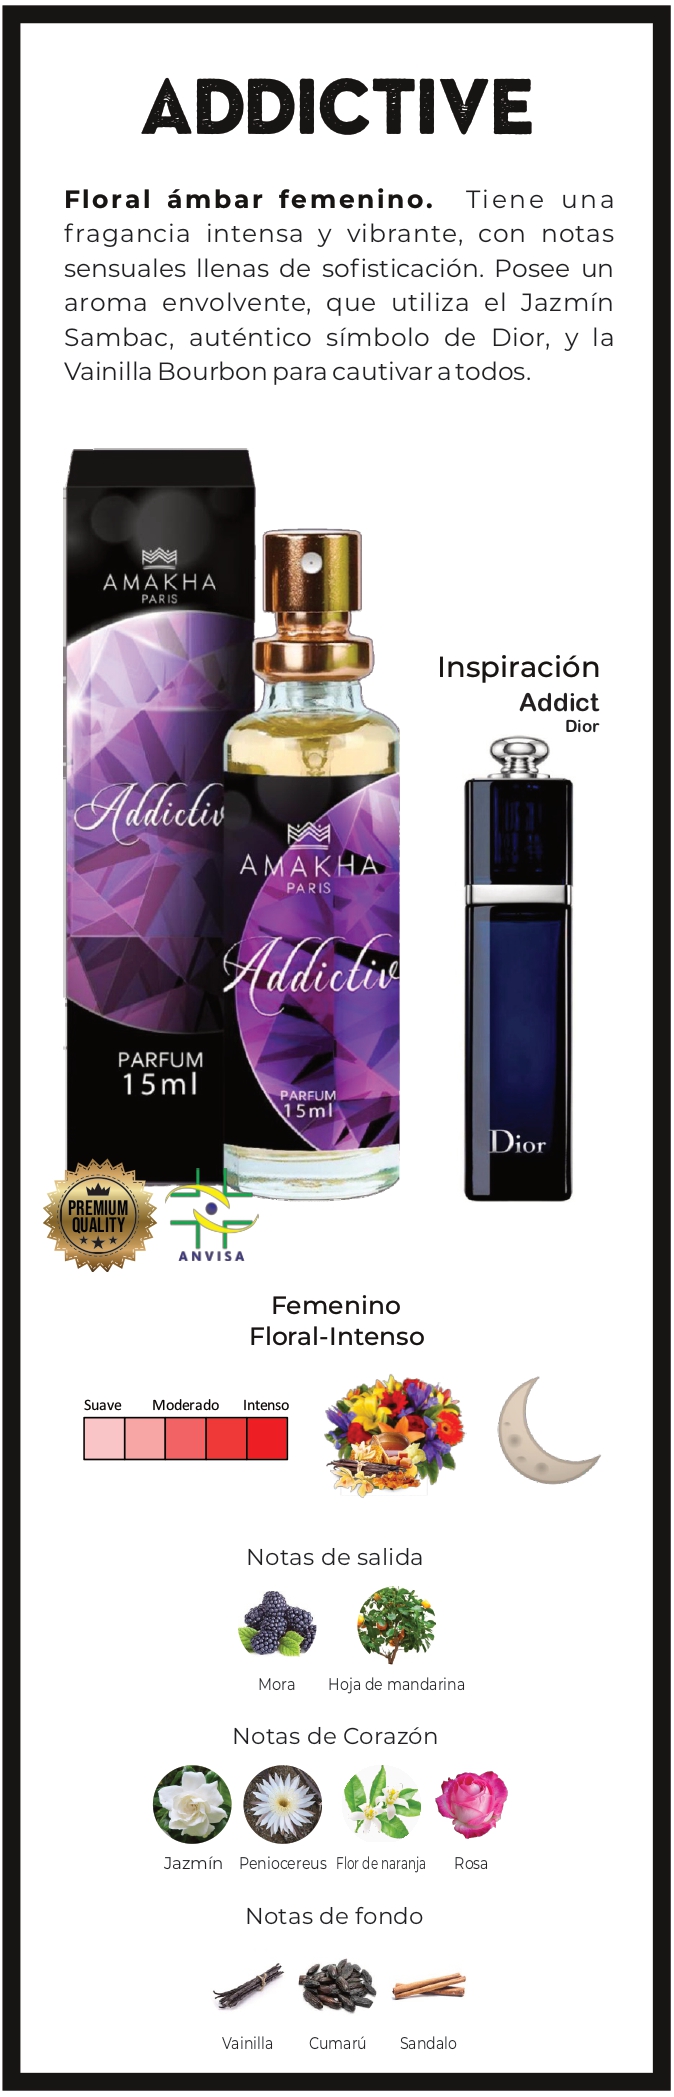 ADDICTIVE
Floral ámbar femenino. Tiene una
fragancia intensa y vibrante, con notas
sensuales llenas de sofisticación. Posee un
aroma envolvente, que utiliza el Jazmín
Sambac, auténtico símbolo de Dior, y la
Vainilla Bourbon para cautivar a todos.
AMAKHA
PARIS
Addictiv
PARFUM
15ml
AMAKHA
PARIS
Addictiv
PARFUM
15ml
Inspiración
Addict
Dior
Dior
PREMIUM
QUALITY
ANVISA
Femenino
Floral-Intenso
Suave Moderado Intenso
Notas de salida
Mora Hoja de mandarina
Notas de Corazón
Jazmín Peniocereus Flor de naranja Rosa
Notas de fondo
Vainilla Cumarú Sandalo